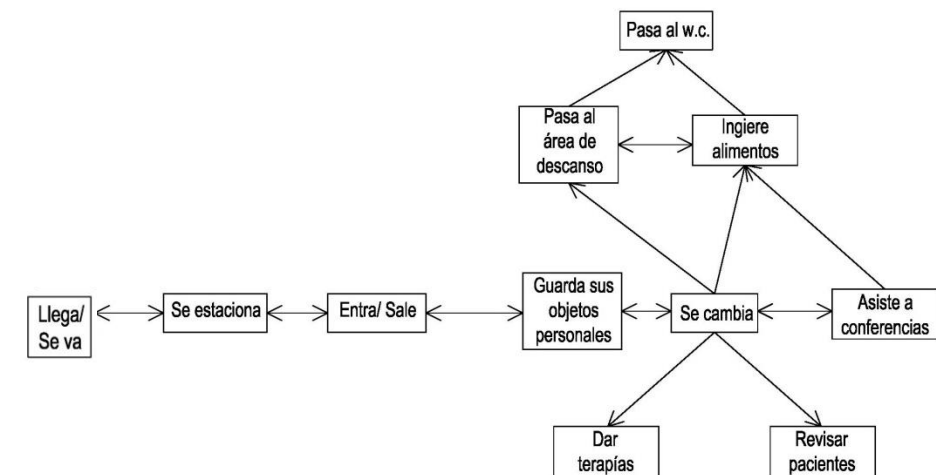 Pasa al w.c.
Pasa al
área de
descanso
Ingiere
alimentos
Llega/
Se va
Se estaciona
Entra/ Sale
Guarda sus
objetos
personales
Se cambia
Asiste a
conferencias
Dar
terapías
Revisar
pacientes